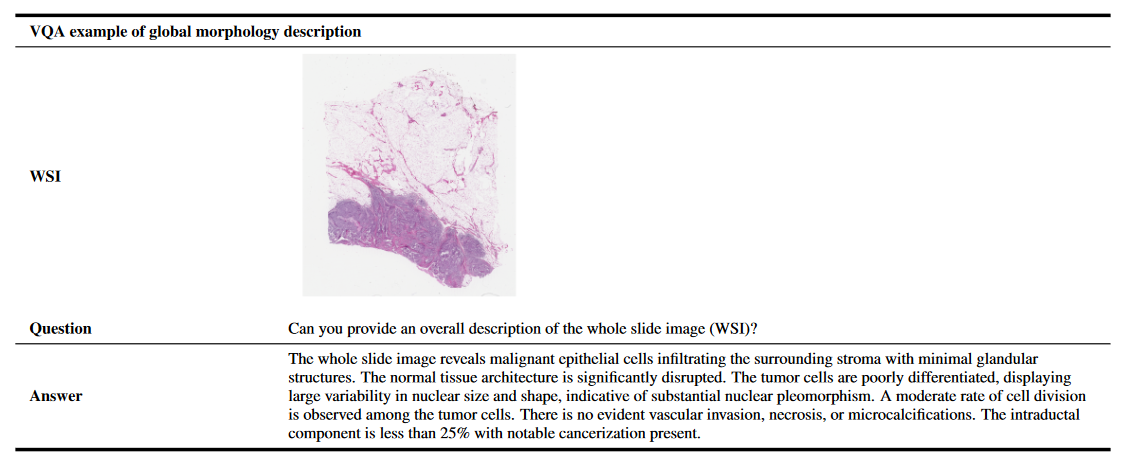 VQA example of global morphology description
WSI
Question
Can you provide an overall description of the whole slide image (WSI)?
Answer
The whole slide image reveals malignant epithelial cells infiltrating the surrounding stroma with minimal glandular
structures. The normal tissue architecture is significantly disrupted. The tumor cells are poorly differentiated, displaying
large variability in nuclear size and shape, indicative of substantial nuclear pleomorphism. A moderate rate of cell division
is observed among the tumor cells. There is no evident vascular invasion, necrosis, or microcalcifications. The intraductal
component is less than 25% with notable cancerization present.